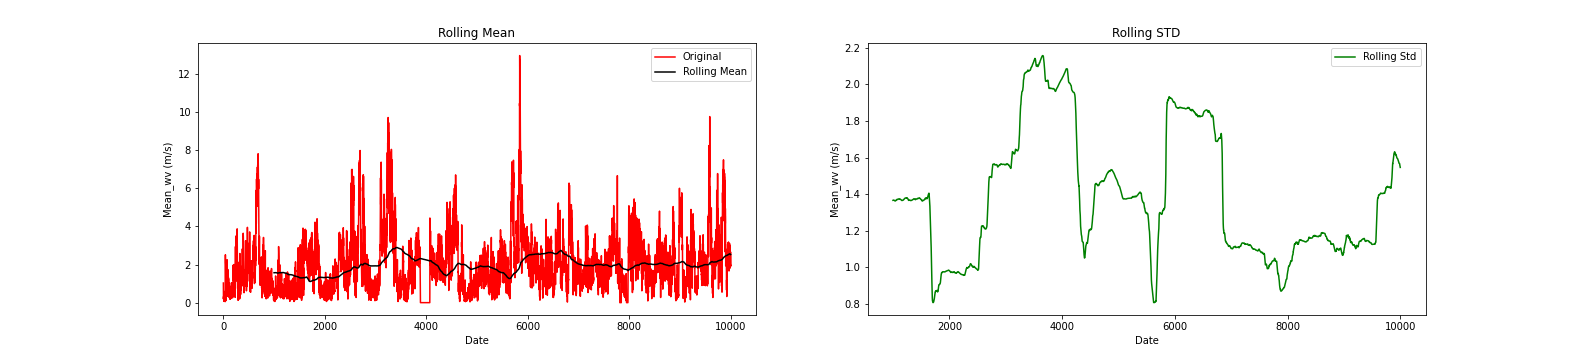 Rolling Mean
Original
Rolling Mean
Mean_wv (m/s)
12
10
8
6
4
2
0
0 2000 4000 6000 8000 10000
Date
Rolling STD
Rolling Std
Mean_wv (m/s)
2.2
2.0
1.8
1.6
1.4
1.2
1.0
0.8
2000 4000 6000 8000 10000
Date